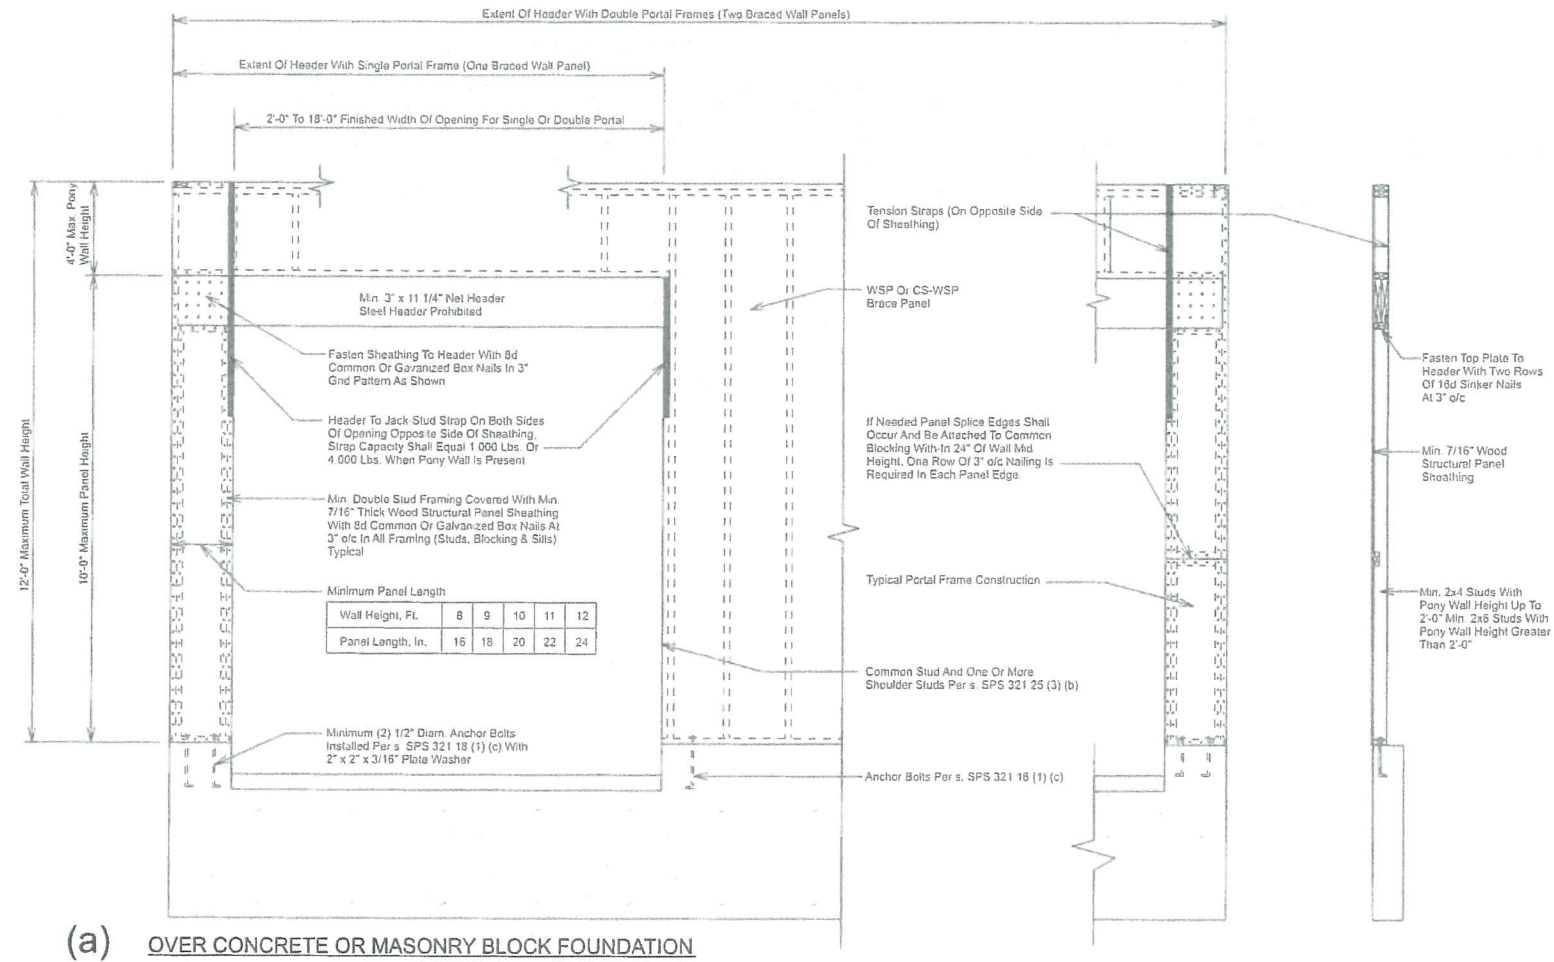 Extent Of Header With Double Portal Frames (Two Braced Wall Panels)
Extent Of Header With Single Portal Frame (One Braced Wall Panel)
2'-0" To 18'-0" Finished Width Of Opening For Single Or Double Portal
12'-0" Maximum Total Wall Height
4'-0" Max. Pony
Wall Height
10'-0" Maximum Panel Height
Min. 3" x 11 1/4" Net Header
Steel Header Prohibited
Fasten Sheathing To Header With 8d
Common Or Gavanized Box Nails In 3"
Grid Pattern As Shown
Header To Jack-Stud Strap On Both Sides
Of Opening Opposite Side Of Sheathing,
Strap Capacity Shall Equal 1 000 Lbs. Or
4,000 Lbs. When Pony Wall Is Present
Min. Double Stud Framing Covered With Min.
7/16" Thick Wood Structural Panel Sheathing
With 8d Common Or Galvanized Box Nails At
3" o/c In All Framing (Studs, Blocking & Sills)
Typical
Minimum Panel Length
Wall Height, Ft. 8 9 10 11 12
Panel Length, In. 16 18 20 22 24
Minimum (2) 1/2" Diam. Anchor Bolts
Installed Per s. SPS 321 18 (1) (c) With
2" x 2" x 3/16" Plate Washer
Tension Straps (On Opposite Side
Of Sheathing)
WSP Or CS-WSP
Brace Panel
If Needed Panel Splice Edges Shall
Occur And Be Attached To Common
Blocking With-In 24" Of Wall Mid
Height. One Row Of 3" o/c Nailing Is
Required In Each Panel Edge
Typical Portal Frame Construction
Common Stud And One Or More
Shoulder Studs Per s. SPS 321 25 (3) (b)
Anchor Bolts Per s. SPS 321 18 (1) (c)
Fasten Top Plate To
Header With Two Rows
Of 16d Sinker Nails
At 3" o/c
Min. 7/16" Wood
Structural Panel
Sheathing
Min. 2x4 Studs With
Pony Wall Height Up To
2'-0" Min. 2x6 Studs With
Pony Wall Height Greater
Than 2'-0"
(a) OVER CONCRETE OR MASONRY BLOCK FOUNDATION